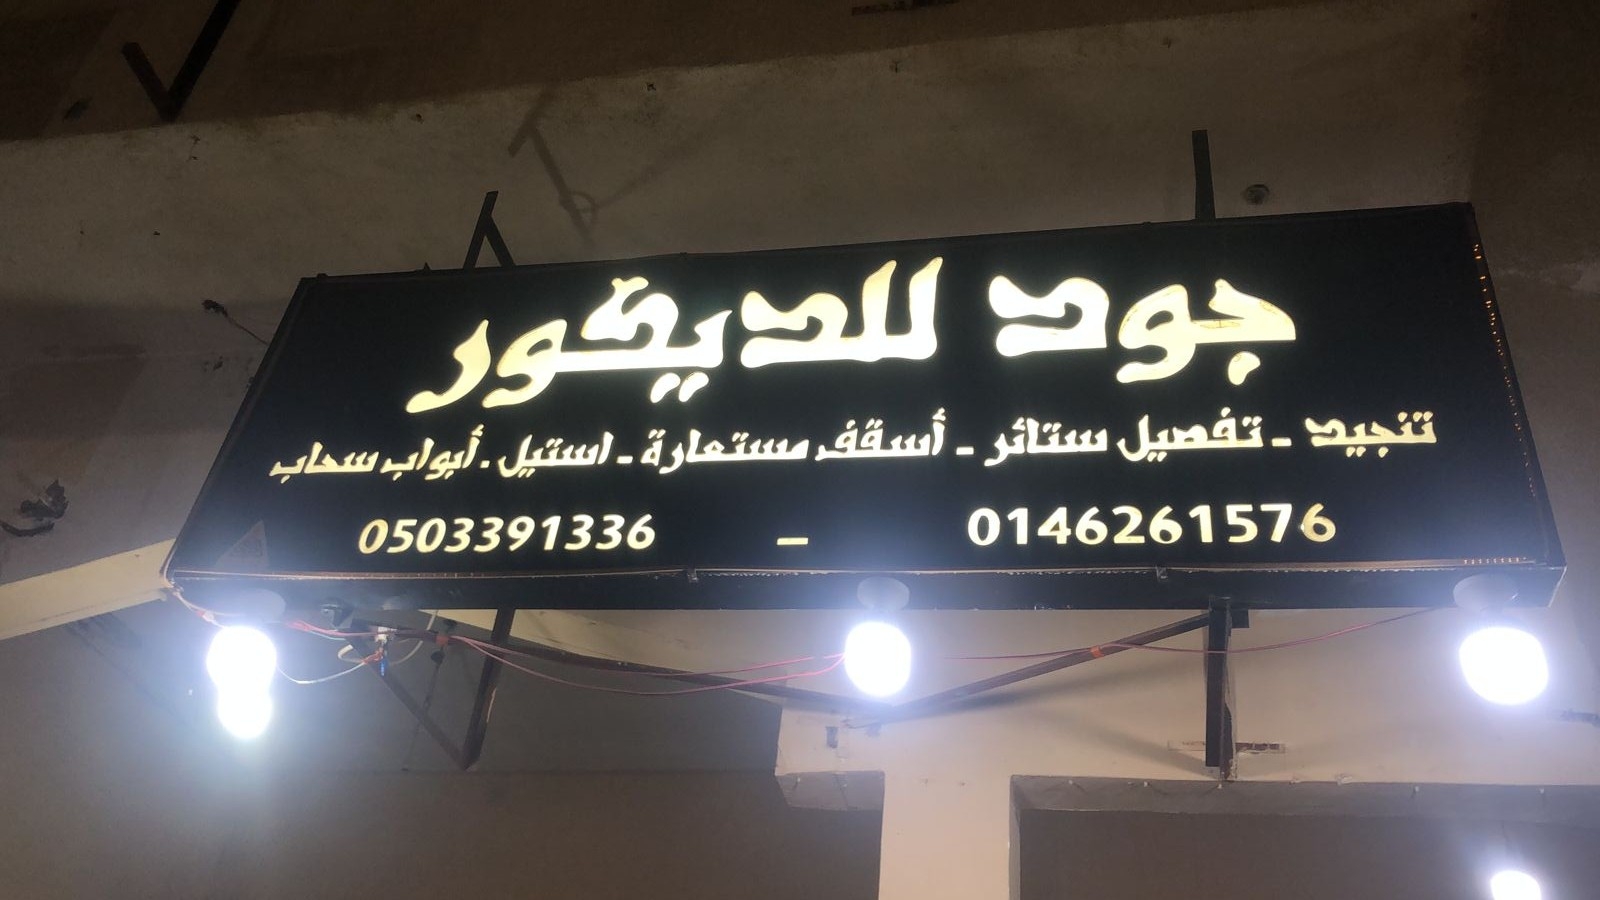 جود للديكور
تنجيد - تفصيل ستائر - أسقف مستعارة - استيل - أبواب سحاب
0146261576 - 0503391336